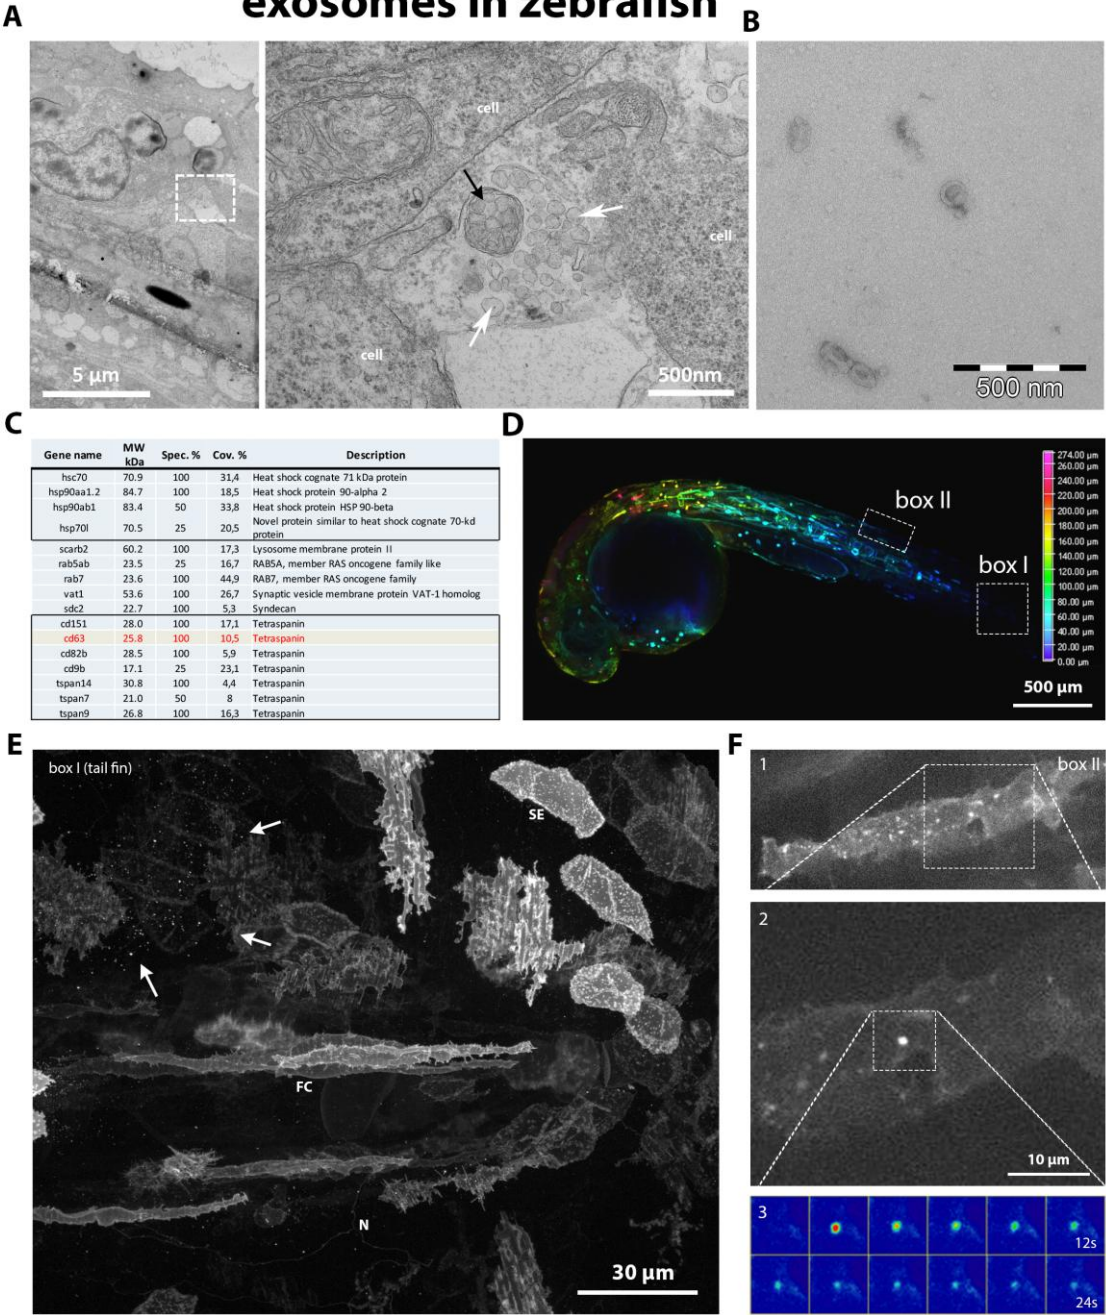 exosomes in zebrafish
A
B
cell
cell
cell
5 µm
500nm
500 nm
C
Gene name MW kDa Spec. % Cov. % Description
hsc70 70.9 100 31,4 Heat shock cognate 71 kDa protein
hsp90aa1.2 84.7 100 18,5 Heat shock protein 90-alpha 2
hsp90ab1 83.4 50 33,8 Heat shock protein HSP 90-beta
hsp70l 70.5 25 20,5 Novel protein similar to heat shock cognate 70-kd
protein
scarb2 60.2 100 17,3 Lysosome membrane protein II
rab5ab 23.5 25 16,7 RAB5A, member RAS oncogene family like
rab7 23.6 100 44,9 RAB7, member RAS oncogene family
vat1 53.6 100 26,7 Synaptic vesicle membrane protein VAT-1 homolog
sdc2 22.7 100 5,3 Syndecan
cd151 28.0 100 17,1 Tetraspanin
cd63 25.8 100 10,5 Tetraspanin
cd82b 28.5 100 5,9 Tetraspanin
cd9b 17.1 25 23,1 Tetraspanin
tspan14 30.8 100 4,4 Tetraspanin
tspan7 21.0 50 8 Tetraspanin
tspan9 26.8 100 16,3 Tetraspanin
D
box II
box I
274.00 µm
260.00 µm
240.00 µm
220.00 µm
200.00 µm
180.00 µm
160.00 µm
140.00 µm
120.00 µm
100.00 µm
80.00 µm
60.00 µm
40.00 µm
20.00 µm
0.00 µm
500 µm
E
box I (tail fin)
SE
FC
N
30 µm
F
1
box II
2
10 µm
3
12s
24s